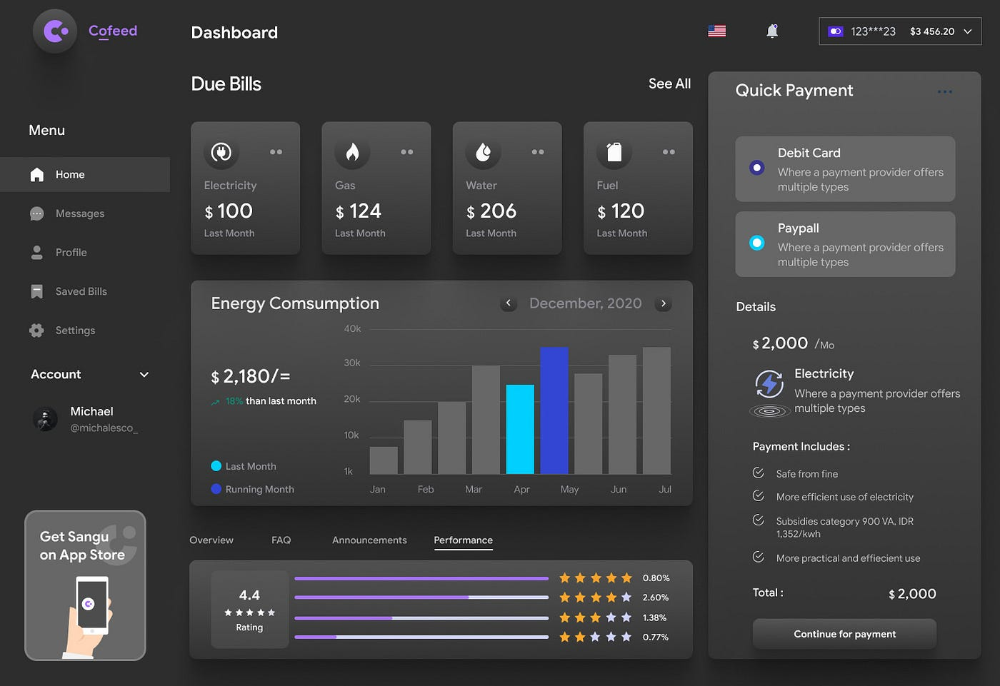 Cofeed
Dashboard
123***23 $3 456.20
Menu
Home
Messages
Profile
Saved Bills
Settings
Account
Michael
@michalesco_
Get Sangu
on App Store
Due Bills
See All
Electricity
$ 100
Last Month
Gas
$ 124
Last Month
Water
$ 206
Last Month
Fuel
$ 120
Last Month
Energy Comsumption
December, 2020
$ 2,180/=
18% than last month
Last Month
Running Month
40k
30k
20k
10k
1k
Jan Feb Mar Apr May Jun Jul
Overview FAQ Announcements Performance
4.4
Rating
0.80%
2.60%
1.38%
0.77%
Quick Payment
Debit Card
Where a payment provider offers
multiple types
Paypall
Where a payment provider offers
multiple types
Details
$ 2,000 /Mo
Electricity
Where a payment provider offers
multiple types
Payment Includes :
Safe from fine
More efficient use of electricity
Subsidies category 900 VA, IDR
1,352/kwh
More practical and effiecient use
Total : $ 2,000
Continue for payment